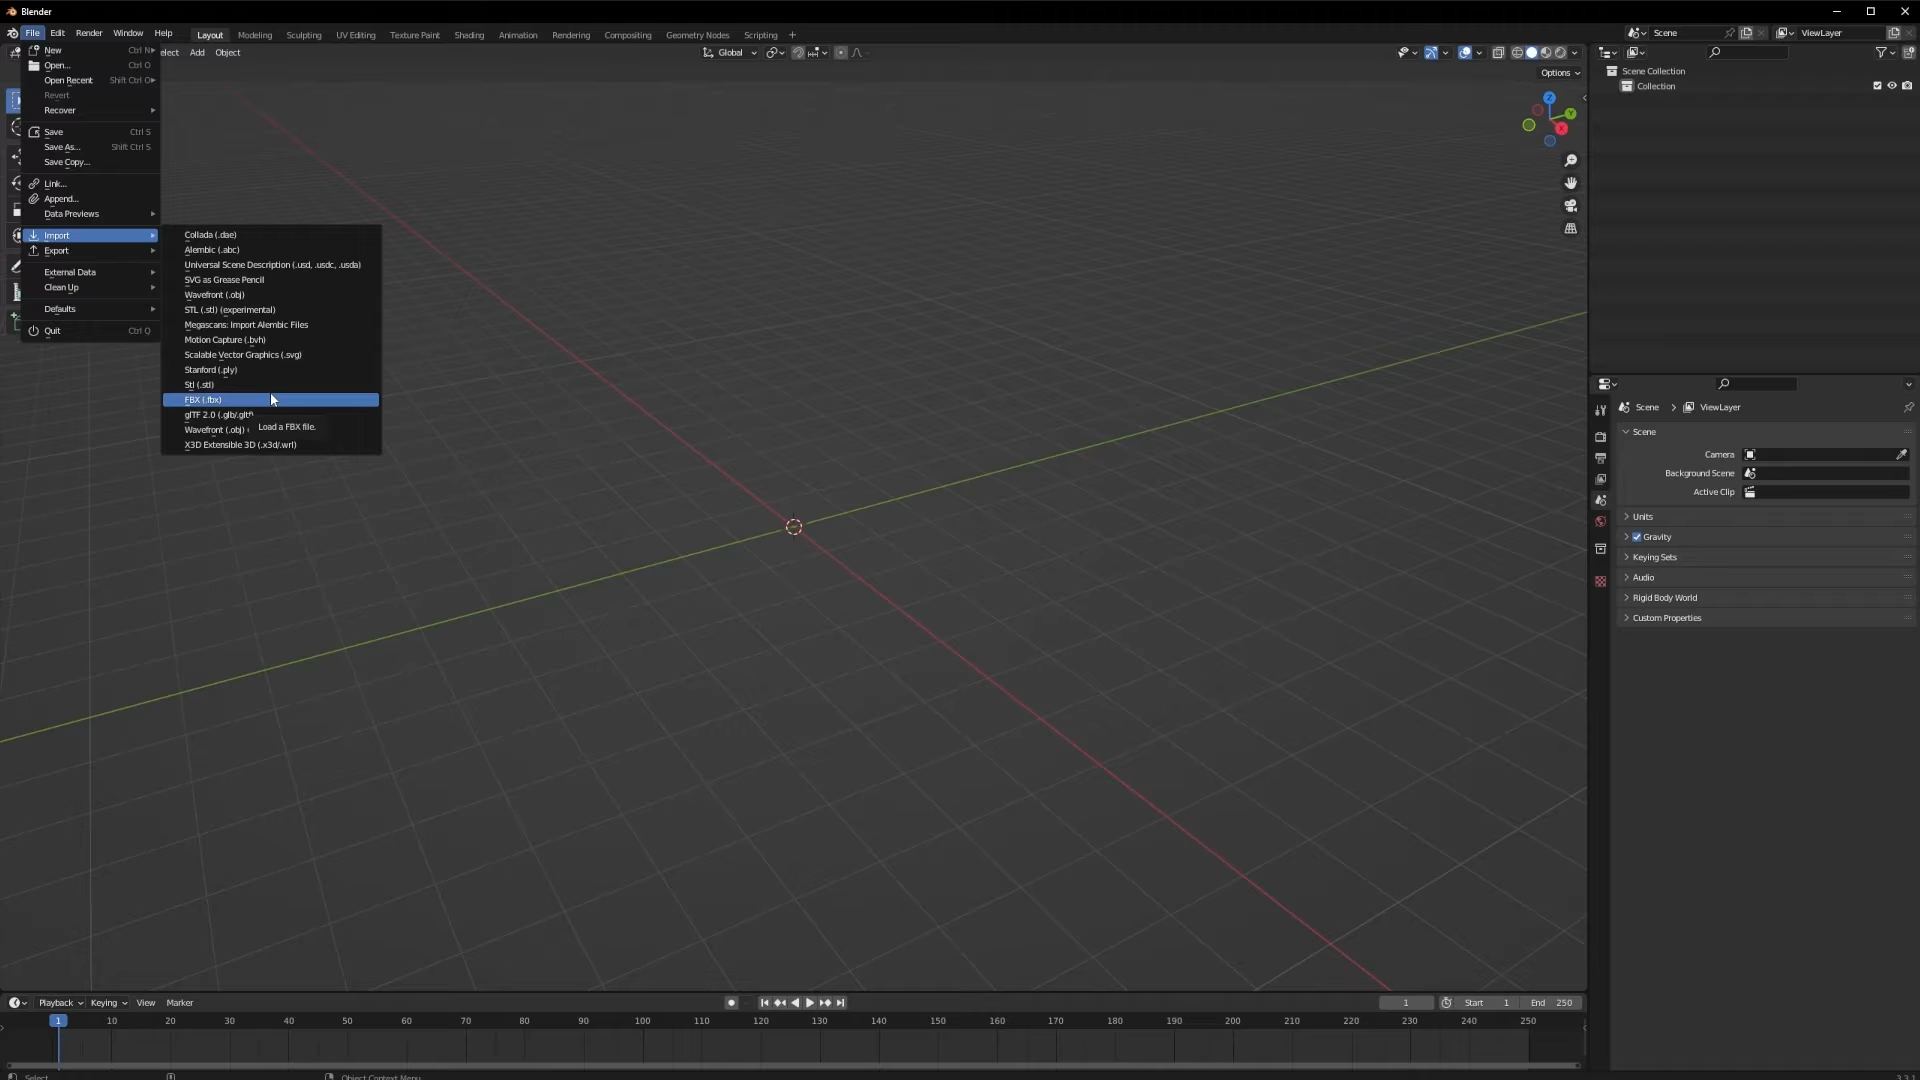 Blender
File Edit Render Window Help Layout Modeling Sculpting UV Editing Texture Paint Shading Animation Rendering Compositing Geometry Nodes Scripting + Scene ViewLayer
Add Object Global
Options
New Ctrl N
Open... Ctrl O
Open Recent Shift Ctrl O
Revert
Recover
Save Ctrl S
Save As... Shift Ctrl S
Save Copy...
Link...
Append...
Data Previews
Import
Export
External Data
Clean Up
Defaults
Quit Ctrl Q
Collada (.dae)
Alembic (.abc)
Universal Scene Description (.usd, .usdc, .usda)
SVG as Grease Pencil
Wavefront (.obj)
STL (.stl) (experimental)
Megascans: Import Alembic Files
Motion Capture (.bvh)
Scalable Vector Graphics (.svg)
Stanford (.ply)
Stl (.stl)
FBX (.fbx)
glTF 2.0 (.glb/.gltf)
Load a FBX file.
Wavefront (.obj)
X3D Extensible 3D (.x3d/.wrl)
Z
Y
X
Scene Collection
Collection
Scene ViewLayer
Scene
Camera
Background Scene
Active Clip
Units
Gravity
Keying Sets
Audio
Rigid Body World
Custom Properties
Playback Keying View Marker 1 Start 1 End 250
1 10 20 30 40 50 60 70 80 90 100 110 120 130 140 150 160 170 180 190 200 210 220 230 240 250
Select Object Context Menu